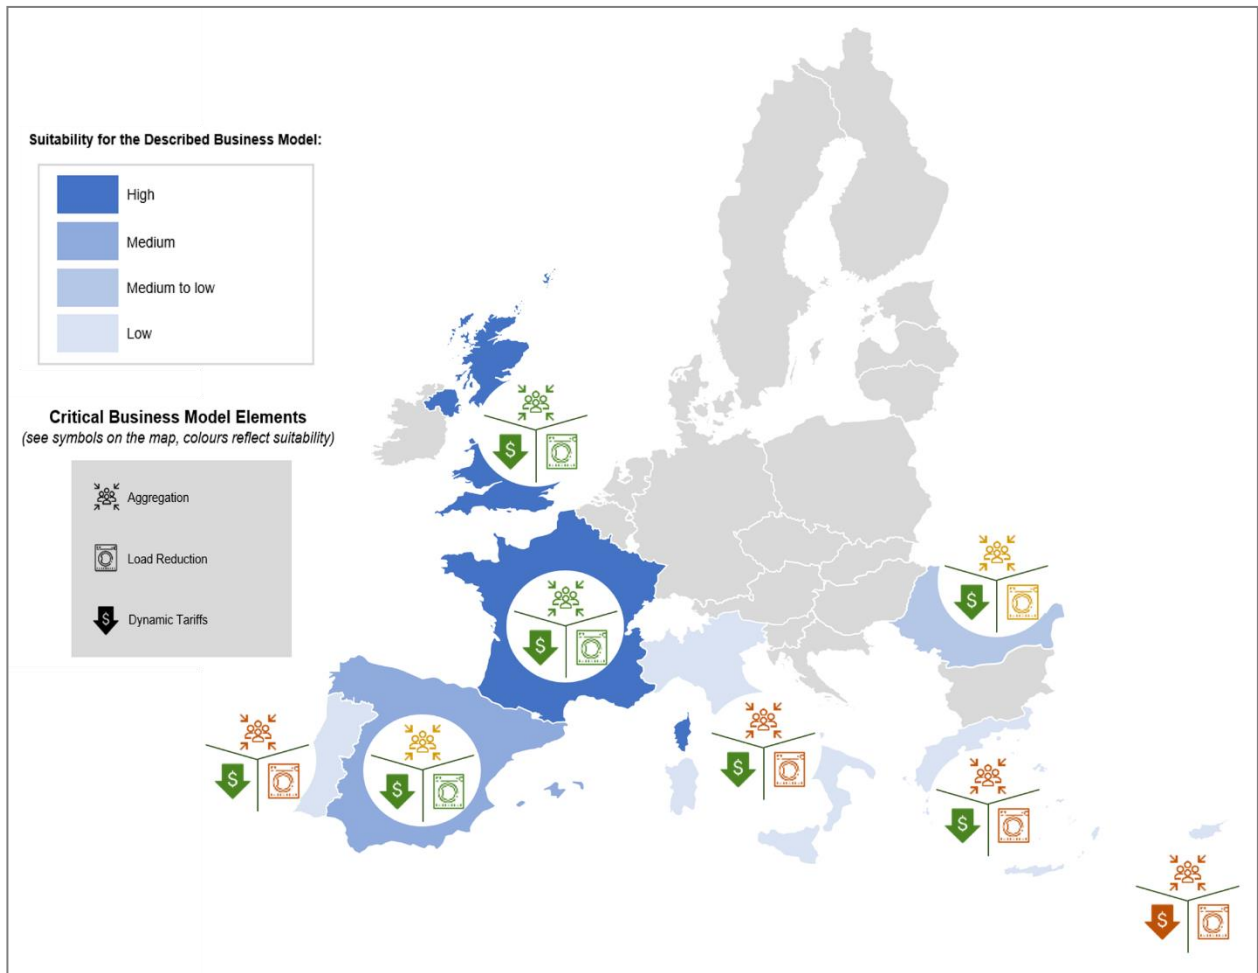 Suitability for the Described Business Model:
High
Medium
Medium to low
Low
Critical Business Model Elements
(see symbols on the map, colours reflect suitability)
Aggregation
Load Reduction
$ Dynamic Tariffs
$
$
$
$
$
$
$
$